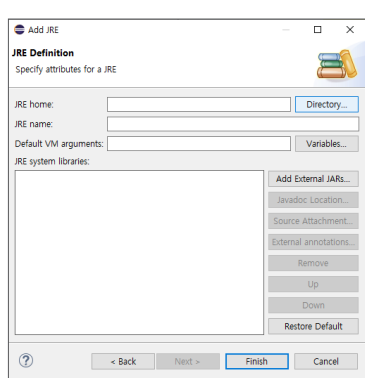 Add JRE
JRE Definition
Specify attributes for a JRE
JRE home:
Directory...
JRE name:
Default VM arguments:
Variables...
JRE system libraries:
Add External JARs...
Javadoc Location...
Source Attachment...
External annotations...
Remove
Up
Down
Restore Default
?
< Back
Next >
Finish
Cancel